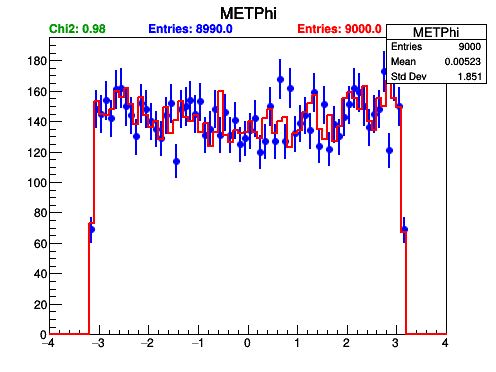 METPhi
Chi2: 0.98 Entries: 8990.0 Entries: 9000.0
METPhi
Entries 9000
Mean 0.00523
Std Dev 1.851
180
160
140
120
100
80
60
40
20
0
−4 −3 −2 −1 0 1 2 3 4